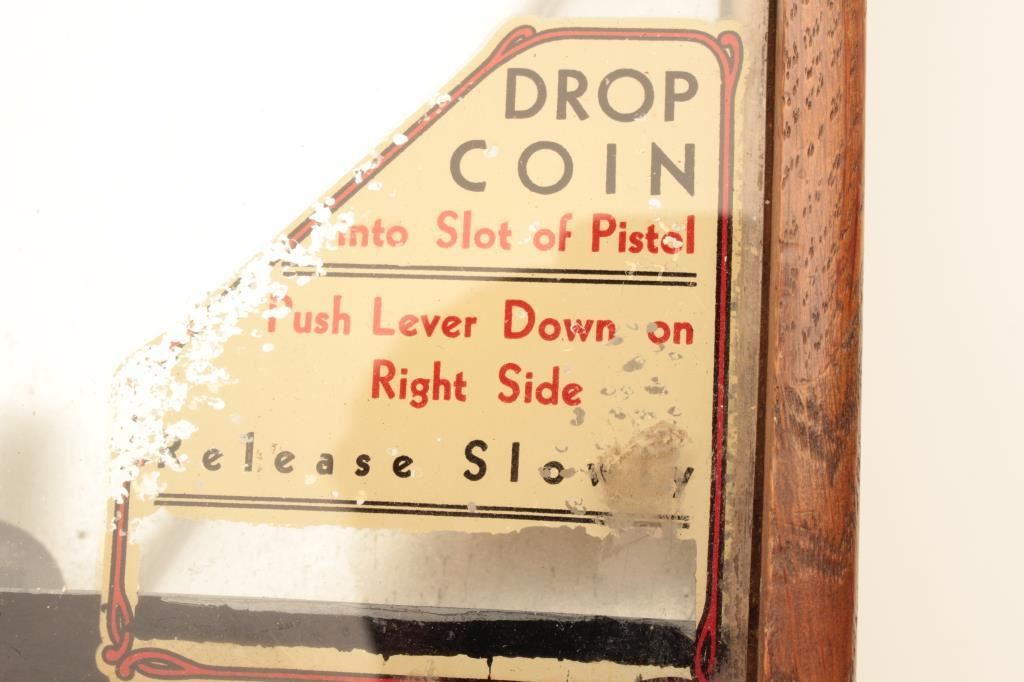 DROP
COIN
into Slot of Pistol
Push Lever Down on
Right Side
Release Slowly